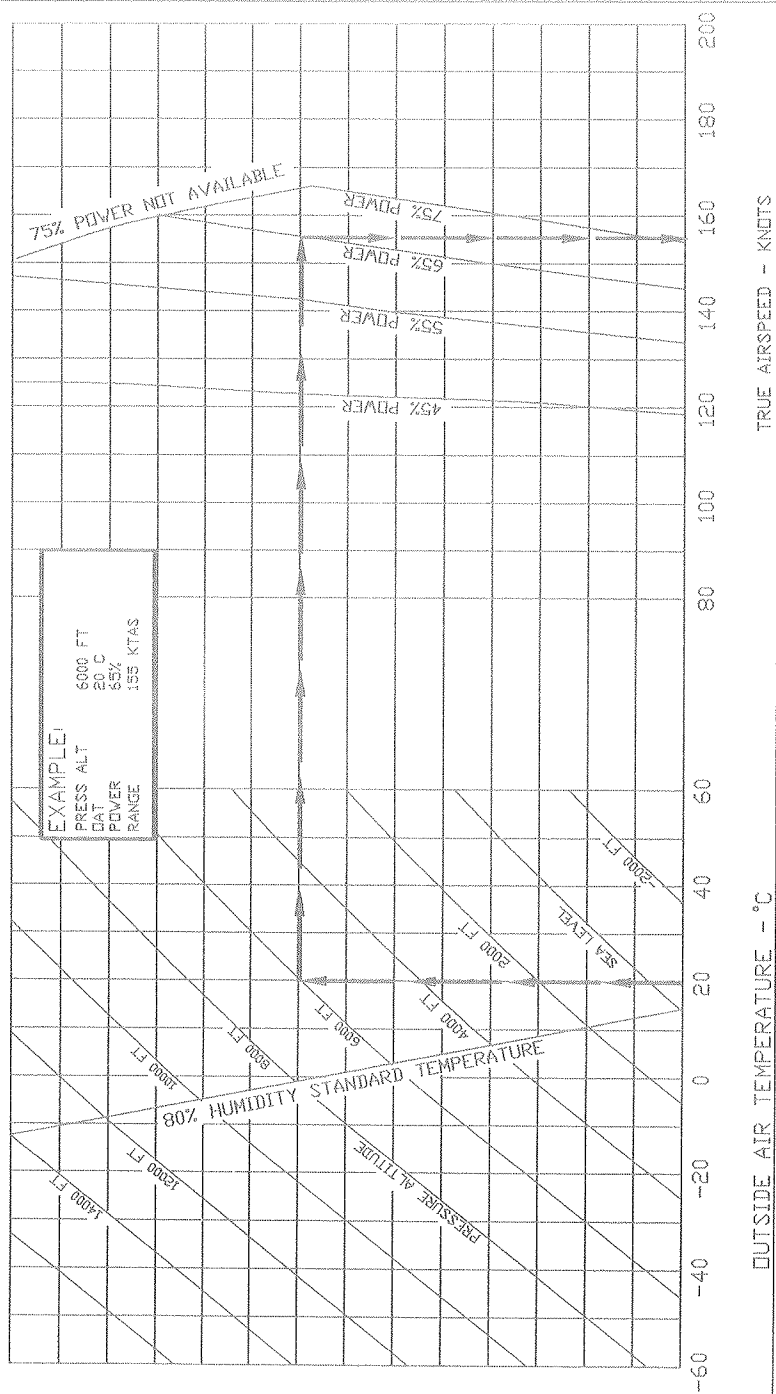 EXAMPLE:
PRESS ALT 6000 FT
OAT 20 C
POWER 65%
RANGE 155 KTAS
75% POWER NOT AVAILABLE
75% POWER
65% POWER
55% POWER
45% POWER
14000 FT
12000 FT
10000 FT
8000 FT
6000 FT
4000 FT
2000 FT
SEA LEVEL
-2000 FT
80% HUMIDITY STANDARD TEMPERATURE
PRESSURE ALTITUDE
-60 -40 -20 0 20 40 60 80 100 120 140 160 180 200
OUTSIDE AIR TEMPERATURE - °C
TRUE AIRSPEED - KNOTS